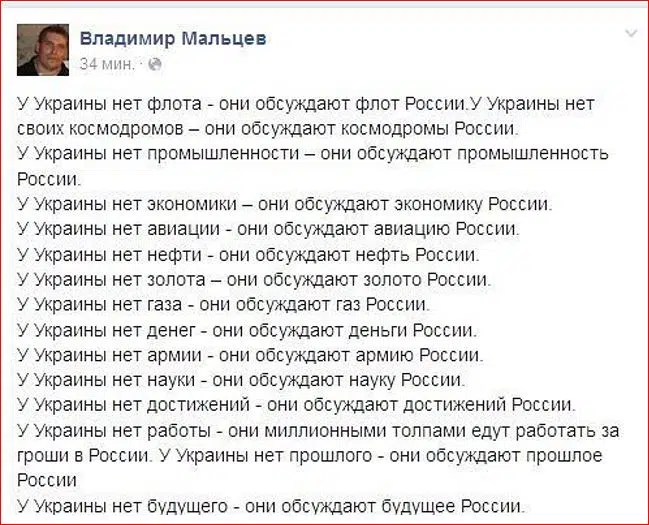 Владимир Мальцев
34 мин. ·
У Украины нет флота - они обсуждают флот России.У Украины нет
своих космодромов – они обсуждают космодромы России.
У Украины нет промышленности – они обсуждают промышленность
России.
У Украины нет экономики – они обсуждают экономику России.
У Украины нет авиации - они обсуждают авиацию России.
У Украины нет нефти - они обсуждают нефть России.
У Украины нет золота – они обсуждают золото России.
У Украины нет газа - они обсуждают газ России.
У Украины нет денег - они обсуждают деньги России.
У Украины нет армии - они обсуждают армию России.
У Украины нет науки - они обсуждают науку России.
У Украины нет достижений - они обсуждают достижений России.
У Украины нет работы - они миллионными толпами едут работать за
гроши в России. У Украины нет прошлого - они обсуждают прошлое
России
У Украины нет будущего - они обсуждают будущее России.